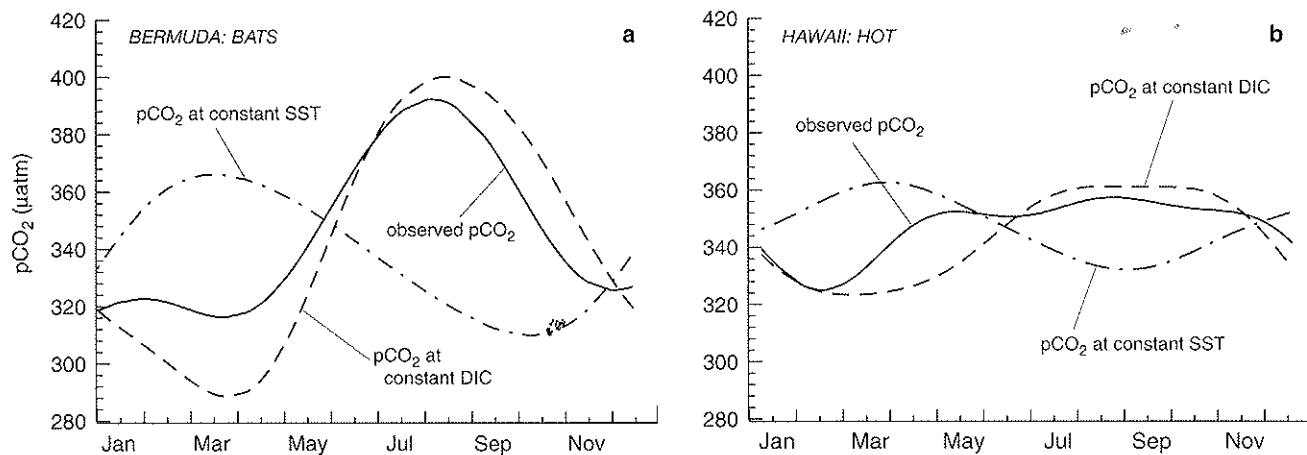 BERMUDA: BATS
a
pCO₂ (µatm)
420
400
380
360
340
320
300
280
pCO₂ at constant SST
observed pCO₂
pCO₂ at
constant DIC
Jan Mar May Jul Sep Nov
HAWAII: HOT
b
420
400
380
360
340
320
300
280
pCO₂ at constant DIC
observed pCO₂
pCO₂ at constant SST
Jan Mar May Jul Sep Nov